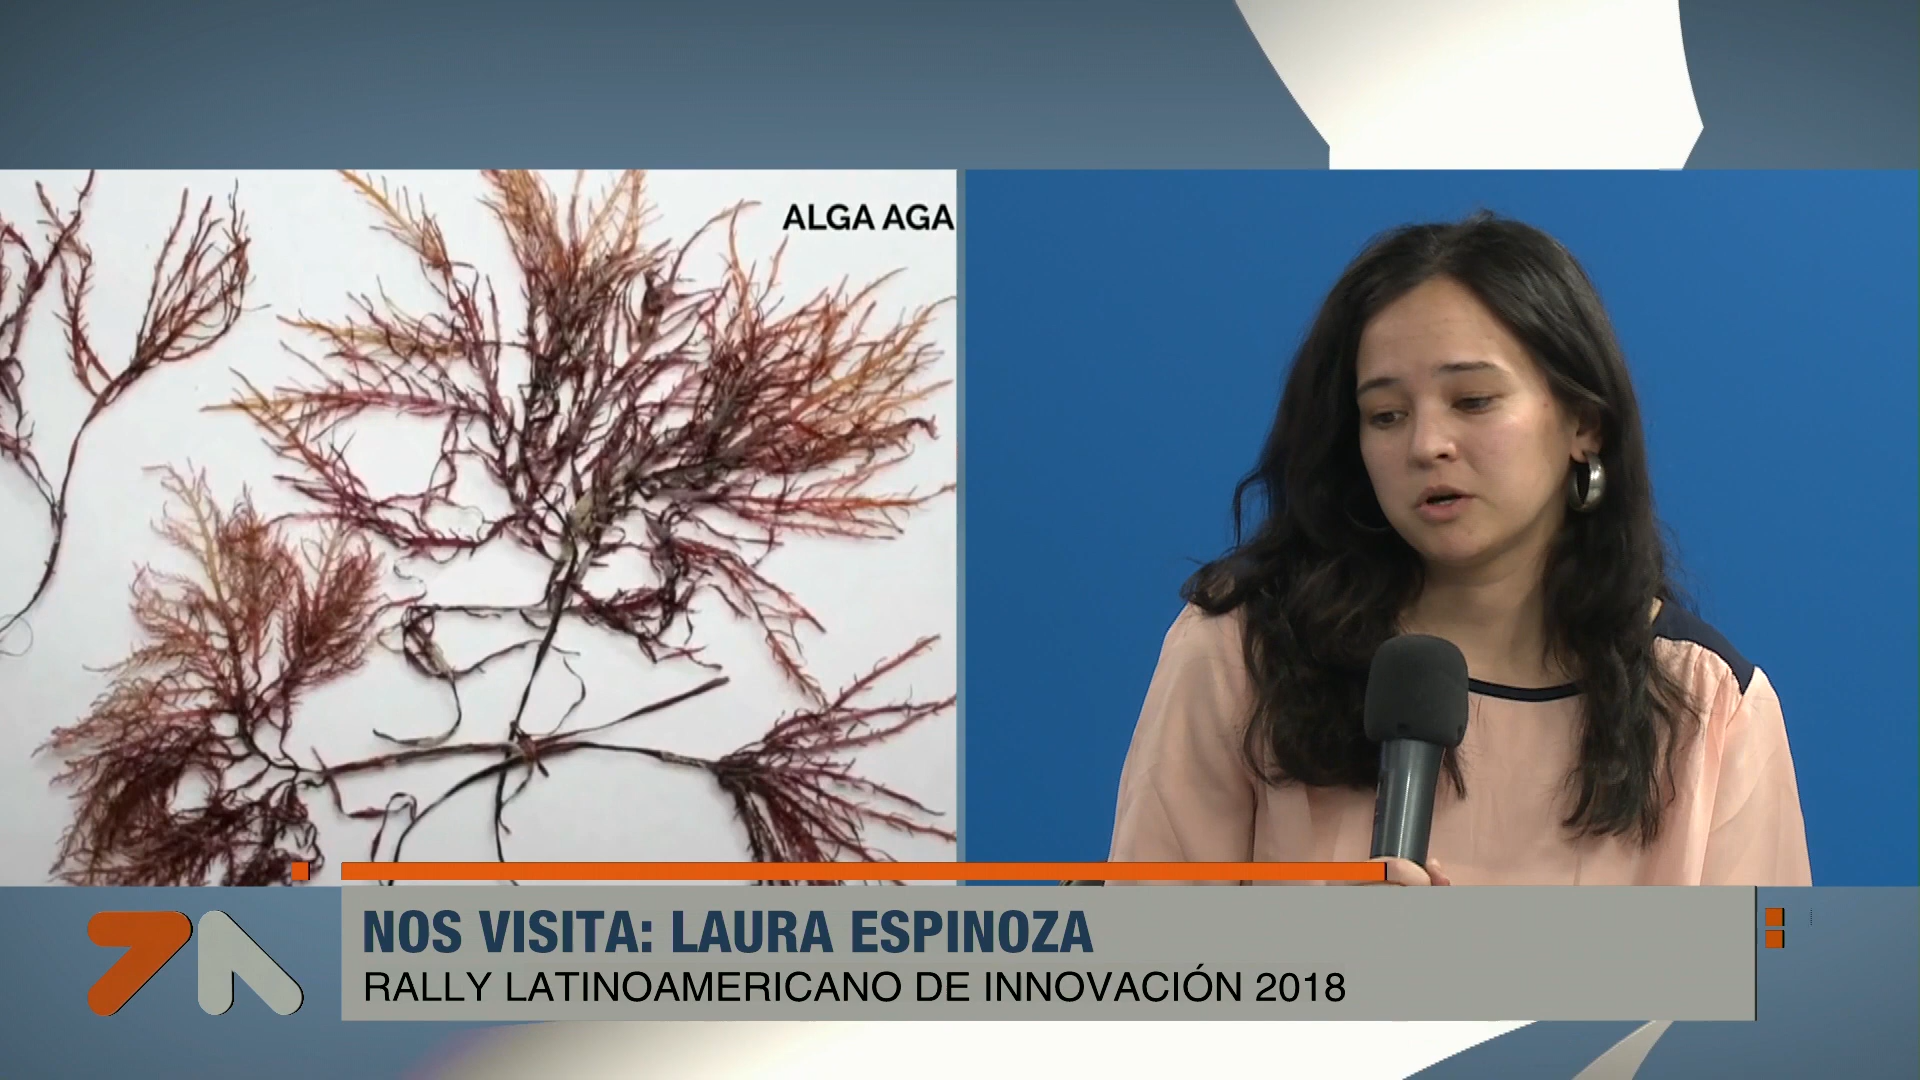 ALGA AGA
NOS VISITA: LAURA ESPINOZA
RALLY LATINOAMERICANO DE INNOVACIÓN 2018